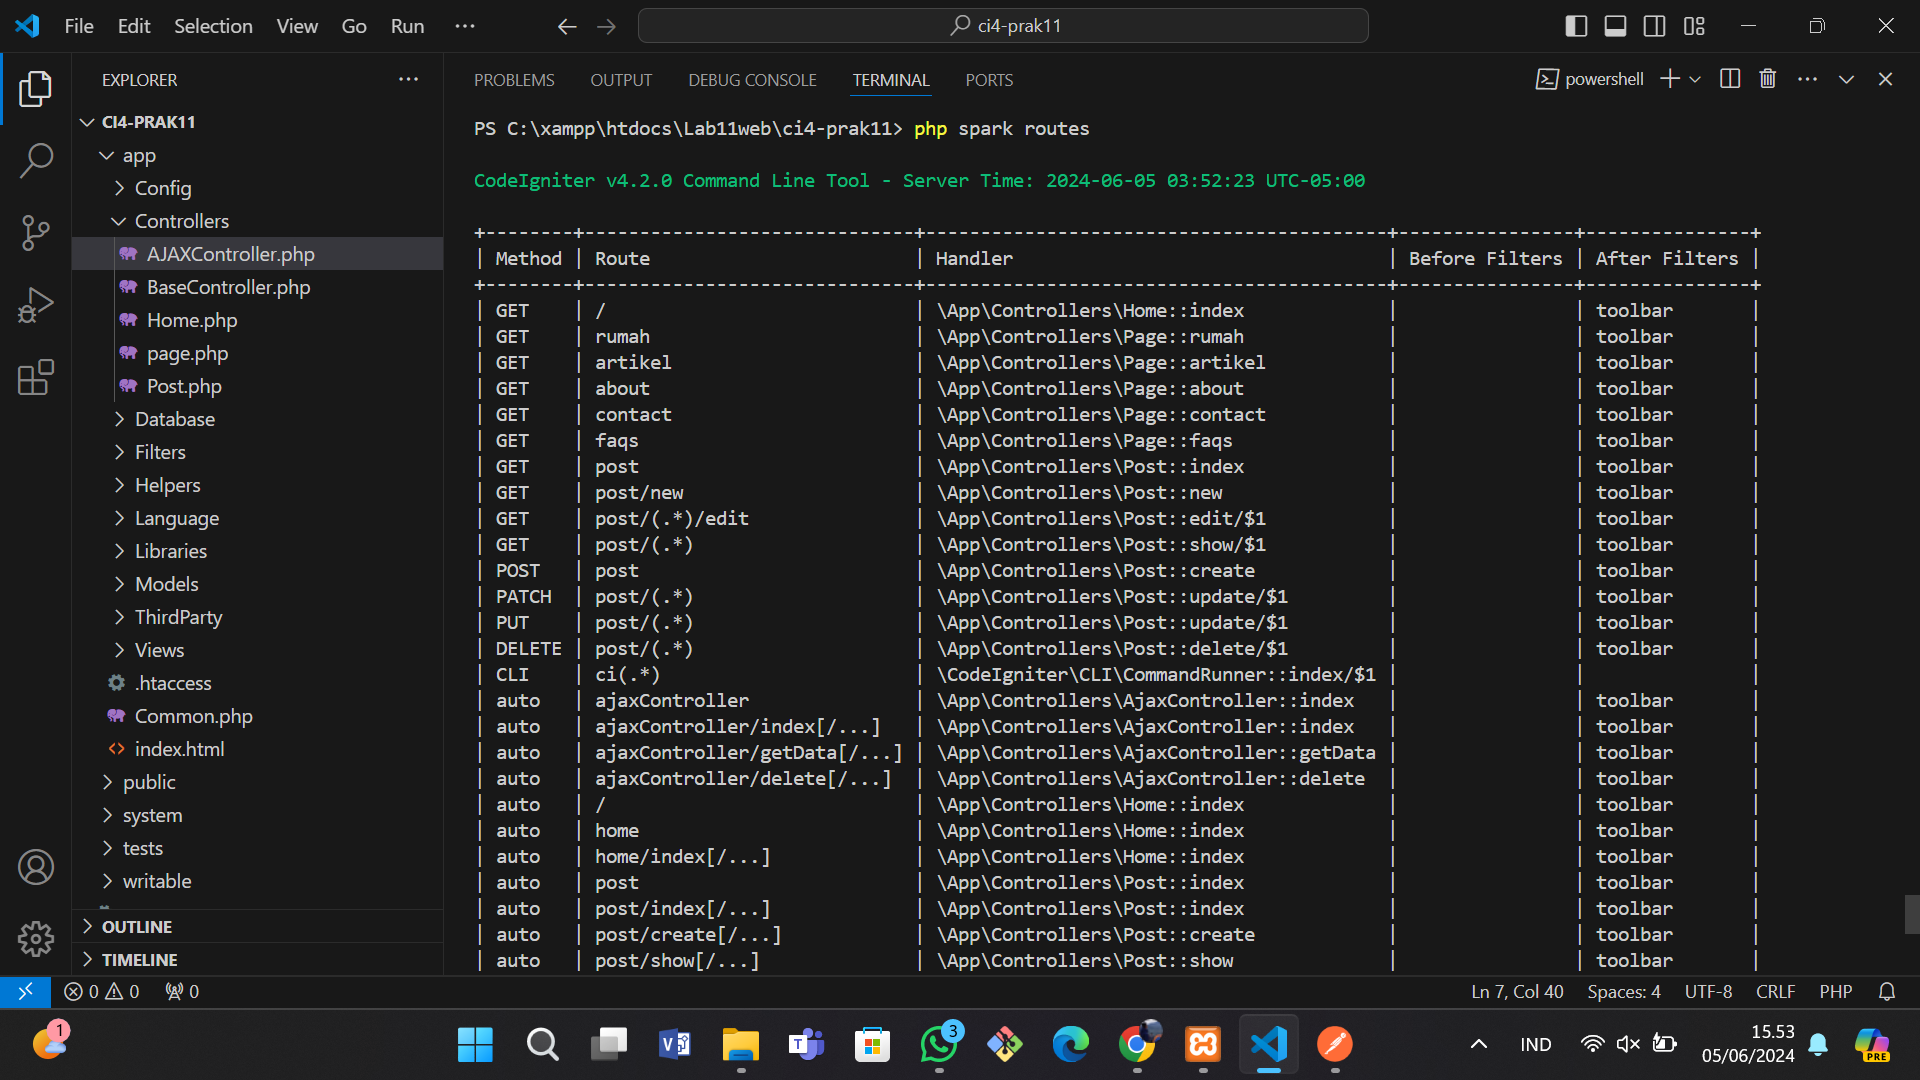 File Edit Selection View Go Run ··· ci4-prak11
EXPLORER
CI4-PRAK11
app
Config
Controllers
AJAXController.php
BaseController.php
Home.php
page.php
Post.php
Database
Filters
Helpers
Language
Libraries
Models
ThirdParty
Views
.htaccess
Common.php
index.html
public
system
tests
writable
OUTLINE
TIMELINE
PROBLEMS OUTPUT DEBUG CONSOLE TERMINAL PORTS powershell
PS C:\xampp\htdocs\Lab11web\ci4-prak11> php spark routes
CodeIgniter v4.2.0 Command Line Tool - Server Time: 2024-06-05 03:52:23 UTC-05:00
+--------+-------------------------------+------------------------------------------+----------------+---------------+
| Method | Route | Handler | Before Filters | After Filters |
+--------+-------------------------------+------------------------------------------+----------------+---------------+
| GET | / | \App\Controllers\Home::index | | toolbar |
| GET | rumah | \App\Controllers\Page::rumah | | toolbar |
| GET | artikel | \App\Controllers\Page::artikel | | toolbar |
| GET | about | \App\Controllers\Page::about | | toolbar |
| GET | contact | \App\Controllers\Page::contact | | toolbar |
| GET | faqs | \App\Controllers\Page::faqs | | toolbar |
| GET | post | \App\Controllers\Post::index | | toolbar |
| GET | post/new | \App\Controllers\Post::new | | toolbar |
| GET | post/(.*)/edit | \App\Controllers\Post::edit/$1 | | toolbar |
| GET | post/(.*) | \App\Controllers\Post::show/$1 | | toolbar |
| POST | post | \App\Controllers\Post::create | | toolbar |
| PATCH | post/(.*) | \App\Controllers\Post::update/$1 | | toolbar |
| PUT | post/(.*) | \App\Controllers\Post::update/$1 | | toolbar |
| DELETE | post/(.*) | \App\Controllers\Post::delete/$1 | | toolbar |
| CLI | ci(.*) | \CodeIgniter\CLI\CommandRunner::index/$1 | | |
| auto | ajaxController | \App\Controllers\AjaxController::index | | toolbar |
| auto | ajaxController/index[/...] | \App\Controllers\AjaxController::index | | toolbar |
| auto | ajaxController/getData[/...] | \App\Controllers\AjaxController::getData | | toolbar |
| auto | ajaxController/delete[/...] | \App\Controllers\AjaxController::delete | | toolbar |
| auto | / | \App\Controllers\Home::index | | toolbar |
| auto | home | \App\Controllers\Home::index | | toolbar |
| auto | home/index[/...] | \App\Controllers\Home::index | | toolbar |
| auto | post | \App\Controllers\Post::index | | toolbar |
| auto | post/index[/...] | \App\Controllers\Post::index | | toolbar |
| auto | post/create[/...] | \App\Controllers\Post::create | | toolbar |
| auto | post/show[/...] | \App\Controllers\Post::show | | toolbar |
0 0 0 Ln 7, Col 40 Spaces: 4 UTF-8 CRLF PHP
1 3 IND 15.53
05/06/2024
PRE